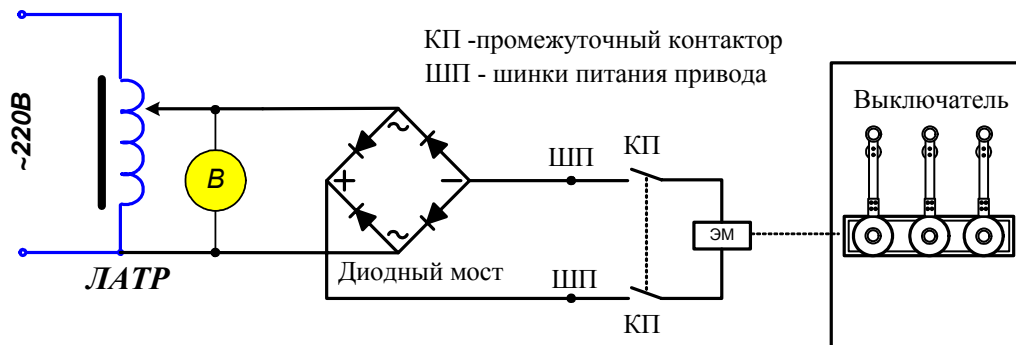 КП -промежуточный контактор
ШП - шинки питания привода
~220В
В
~
+
−
~
ЛАТР
Диодный мост
ШП
КП
ШП
КП
ЭМ
Выключатель